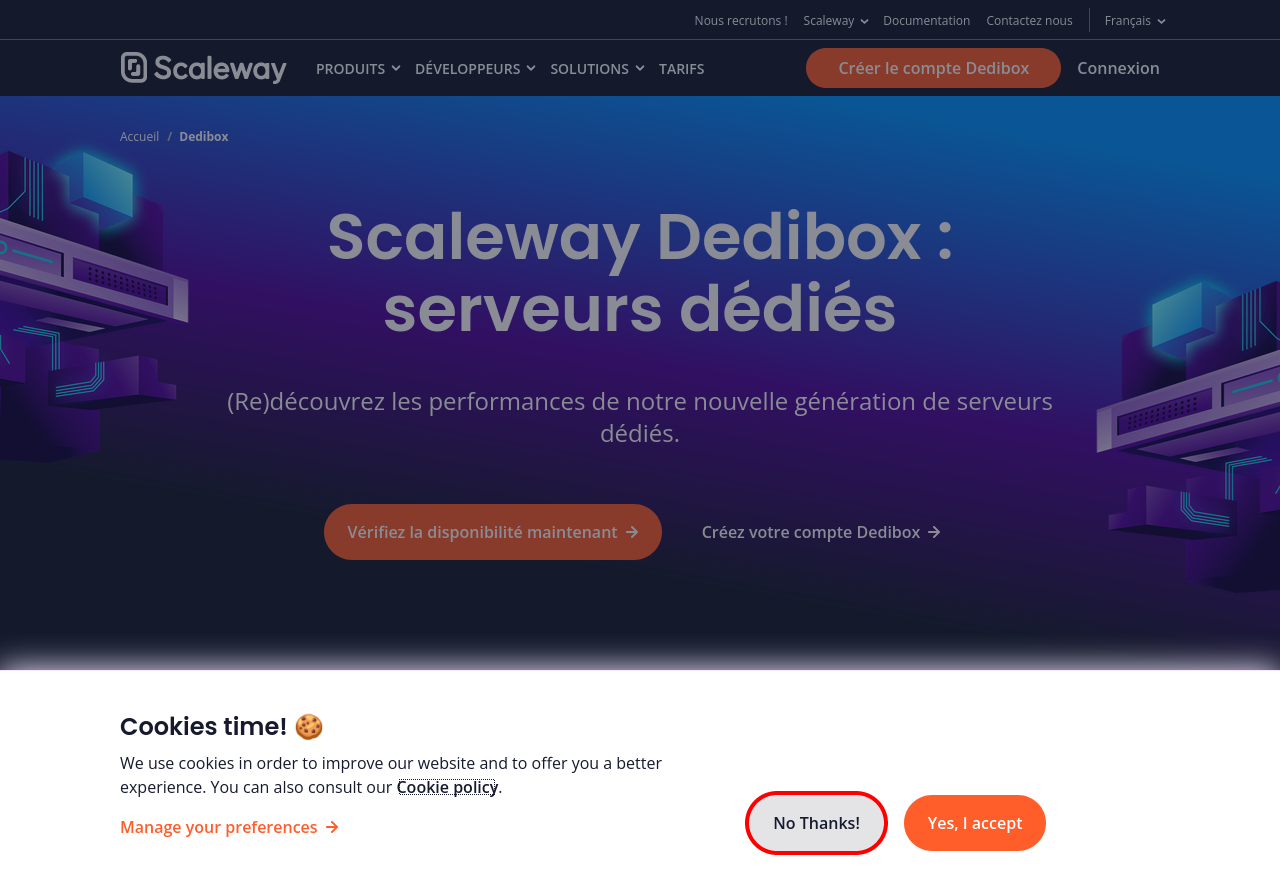 Nous recrutons !
Scaleway
Documentation
Contactez nous
Français
Scaleway
PRODUITS
DÉVELOPPEURS
SOLUTIONS
TARIFS
Créer le compte Dedibox
Connexion
Accueil / Dedibox
Scaleway Dedibox :
serveurs dédiés
(Re)découvrez les performances de notre nouvelle génération de serveurs
dédiés.
Vérifiez la disponibilité maintenant
Créez votre compte Dedibox
Cookies time! 🍪
We use cookies in order to improve our website and to offer you a better
experience. You can also consult our Cookie policy.
Manage your preferences
No Thanks!
Yes, I accept